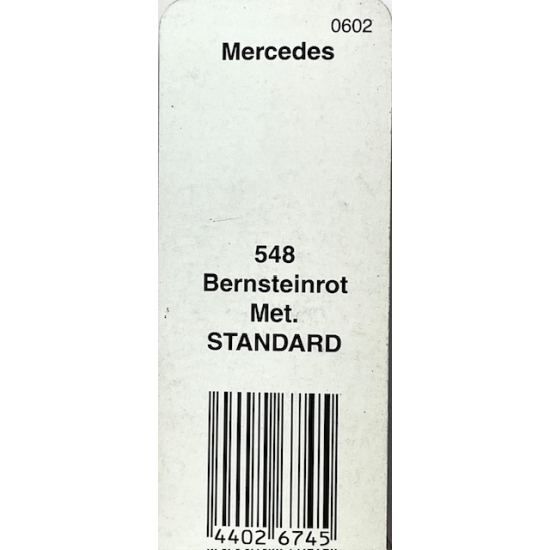 0602
Mercedes
548
Bernsteinrot
Met.
STANDARD
4402 6745